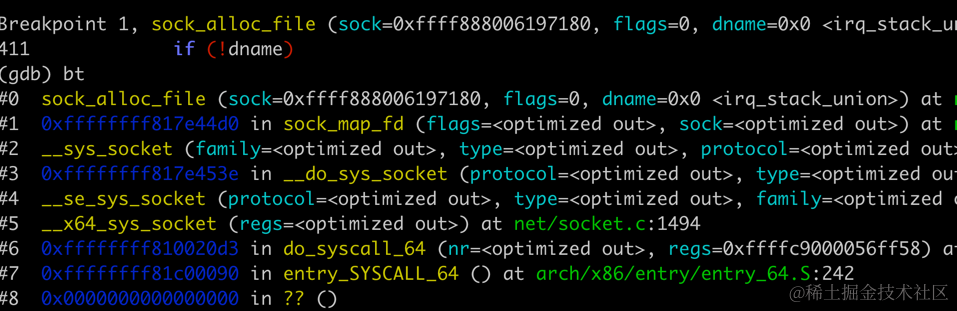 Breakpoint 1, sock_alloc_file (sock=0xffff888006197180, flags=0, dname=0x0 <irq_stack_un
411 if (!dname)
(gdb) bt
#0 sock_alloc_file (sock=0xffff888006197180, flags=0, dname=0x0 <irq_stack_union>) at
#1 0xffffffff817e44d0 in sock_map_fd (flags=<optimized out>, sock=<optimized out>) at
#2 __sys_socket (family=<optimized out>, type=<optimized out>, protocol=<optimized out>
#3 0xffffffff817e453e in __do_sys_socket (protocol=<optimized out>, type=<optimized ou
#4 __se_sys_socket (protocol=<optimized out>, type=<optimized out>, family=<optimized o
#5 __x64_sys_socket (regs=<optimized out>) at net/socket.c:1494
#6 0xffffffff810020d3 in do_syscall_64 (nr=<optimized out>, regs=0xffffc9000056ff58) at
#7 0xffffffff81c00090 in entry_SYSCALL_64 () at arch/x86/entry/entry_64.S:242
#8 0x0000000000000000 in ?? ()
@稀土掘金技术社区